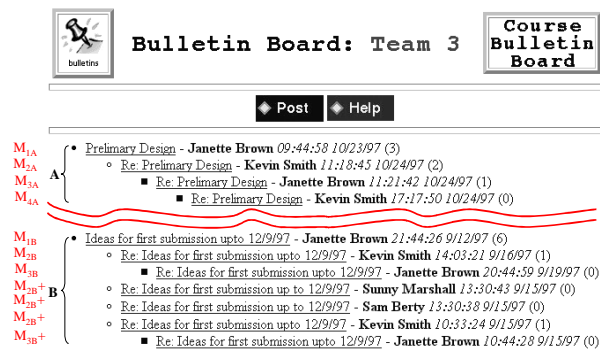 bulletins
Bulletin Board: Team 3
Course
Bulletin
Board
Post Help
A
M1A • Prelimary Design - Janette Brown 09:44:58 10/23/97 (3)
M2A ○ Re: Prelimary Design - Kevin Smith 11:18:45 10/24/97 (2)
M3A ■ Re: Prelimary Design - Janette Brown 11:21:42 10/24/97 (1)
M4A ■ Re: Prelimary Design - Kevin Smith 17:17:50 10/24/97 (0)
B
M1B • Ideas for first submission upto 12/9/97 - Janette Brown 21:44:26 9/12/97 (6)
M2B ○ Re: Ideas for first submission up to 12/9/97 - Kevin Smith 14:03:21 9/16/97 (1)
M3B ■ Re: Ideas for first submission upto 12/9/97 - Janette Brown 20:44:59 9/19/97 (0)
M2B+ ○ Re: Ideas for first submission up to 12/9/97 - Sunny Marshall 13:30:43 9/15/97 (0)
M2B+ ○ Re: Ideas for first submission up to 12/9/97 - Sam Berty 13:30:38 9/15/97 (0)
M2B+ ○ Re: Ideas for first submission upto 12/9/97 - Kevin Smith 10:33:24 9/15/97 (1)
M3B+ ■ Re: Ideas for first submission upto 12/9/97 - Janette Brown 10:44:28 9/15/97 (0)